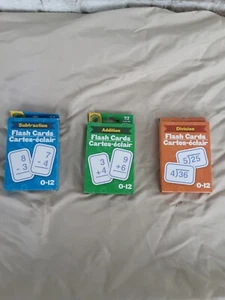 Subtraction
Flash Cards
Cartes-éclair
8
- 3
7
- 4
0-12
Addition
Flash Cards
Cartes-éclair
3
+ 4
9
+ 6
0-12
Division
Flash Cards
Cartes-éclair
5)25
4)36
0-12